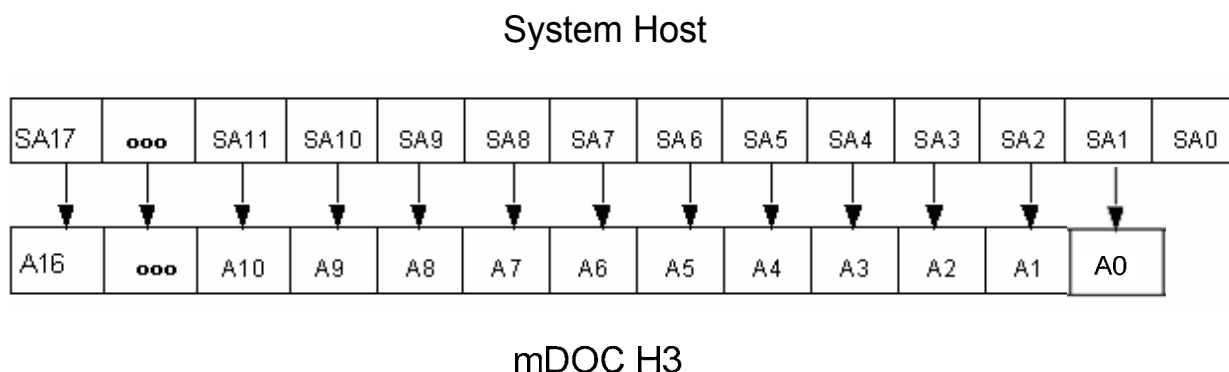 System Host
SA17 ooo SA11 SA10 SA9 SA8 SA7 SA6 SA5 SA4 SA3 SA2 SA1 SA0
A16 ooo A10 A9 A8 A7 A6 A5 A4 A3 A2 A1 A0
mDOC H3